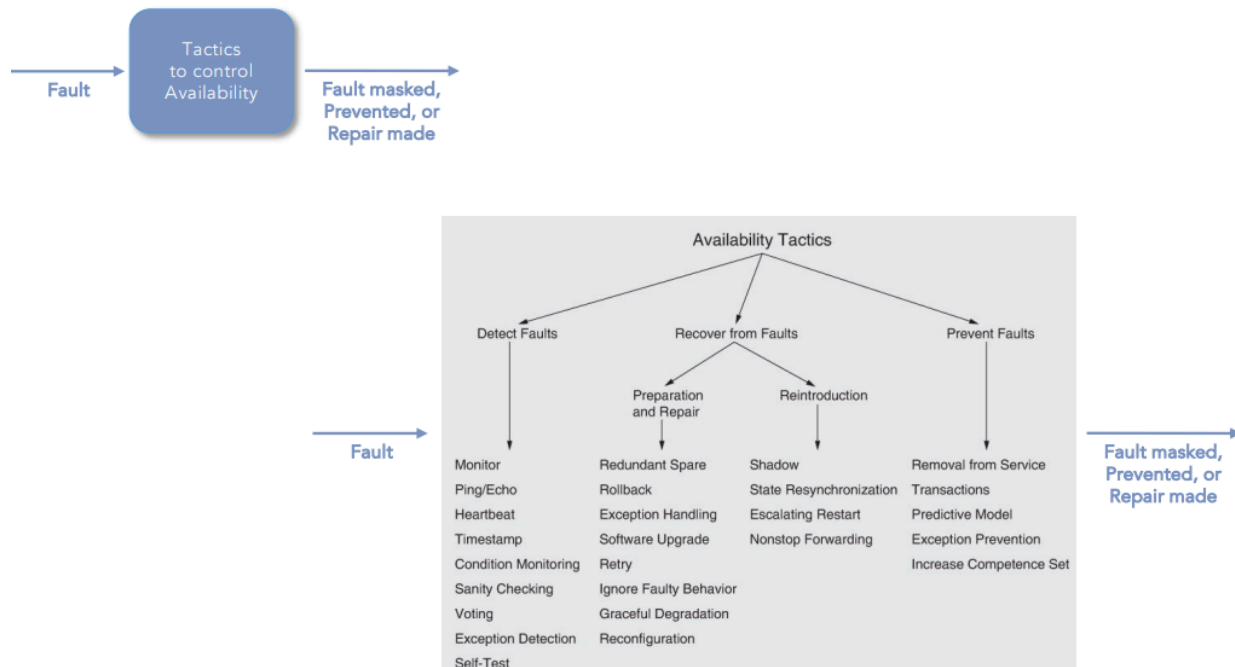 Tactics
to control
Availability
Fault
Fault masked,
Prevented, or
Repair made
Availability Tactics
Detect Faults
Recover from Faults
Prevent Faults
Preparation
and Repair
Reintroduction
Fault
Monitor
Ping/Echo
Heartbeat
Timestamp
Condition Monitoring
Sanity Checking
Voting
Exception Detection
Self-Test
Redundant Spare
Rollback
Exception Handling
Software Upgrade
Retry
Ignore Faulty Behavior
Graceful Degradation
Reconfiguration
Shadow
State Resynchronization
Escalating Restart
Nonstop Forwarding
Removal from Service
Transactions
Predictive Model
Exception Prevention
Increase Competence Set
Fault masked,
Prevented, or
Repair made